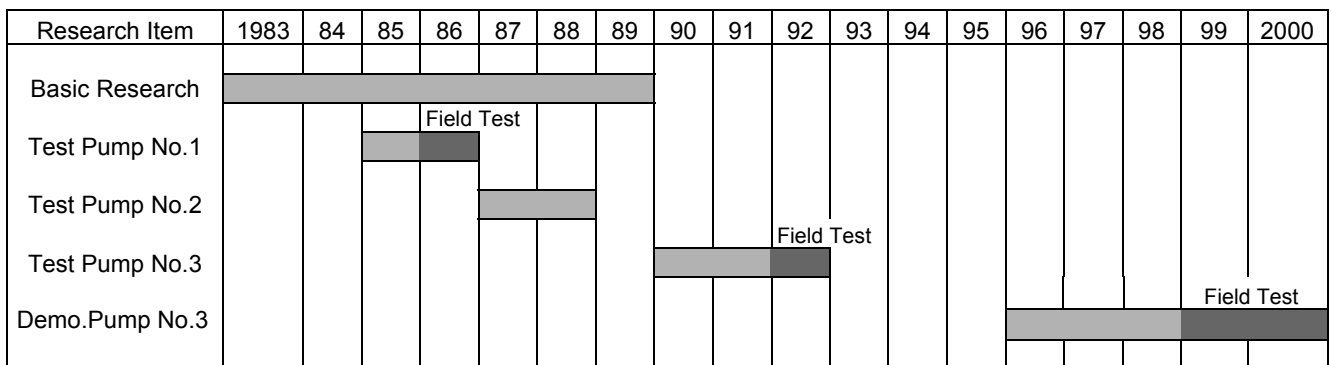 Research Item 1983 84 85 86 87 88 89 90 91 92 93 94 95 96 97 98 99 2000
Basic Research
Field Test
Test Pump No.1
Test Pump No.2
Field Test
Test Pump No.3
Field Test
Demo.Pump No.3